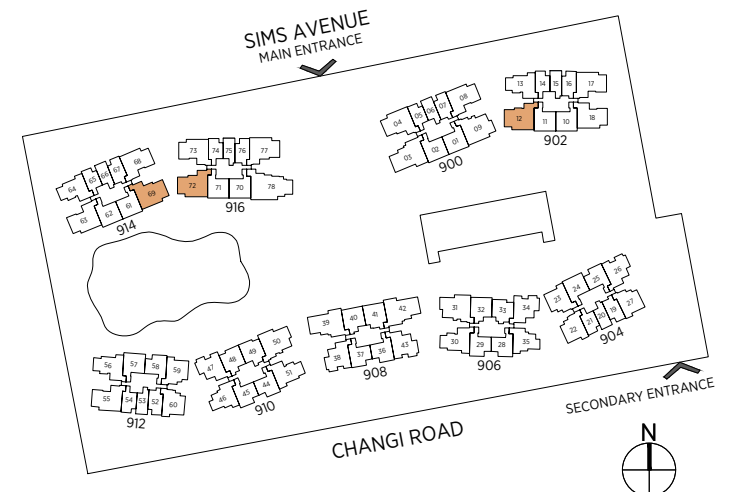 SIMS AVENUE
MAIN ENTRANCE
04 05 06 07 08
03 02 01 09
900
13 14 15 16 17
12 11 10 18
902
64 65 66 67 68
63 62 61 69
914
73 74 75 76 77
72 71 70 78
916
56 57 58 59
55 54 53 52 60
912
47 48 49 50
46 45 44 51
910
39 40 41 42
38 37 36 43
908
31 32 33 34
30 29 28 35
906
23 24 25 26
22 21 20 19 27
904
SECONDARY ENTRANCE
CHANGI ROAD
N